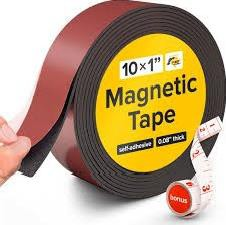 10×1"
Magnetic
Tape
self-adhesive
0.08" thick
bonus